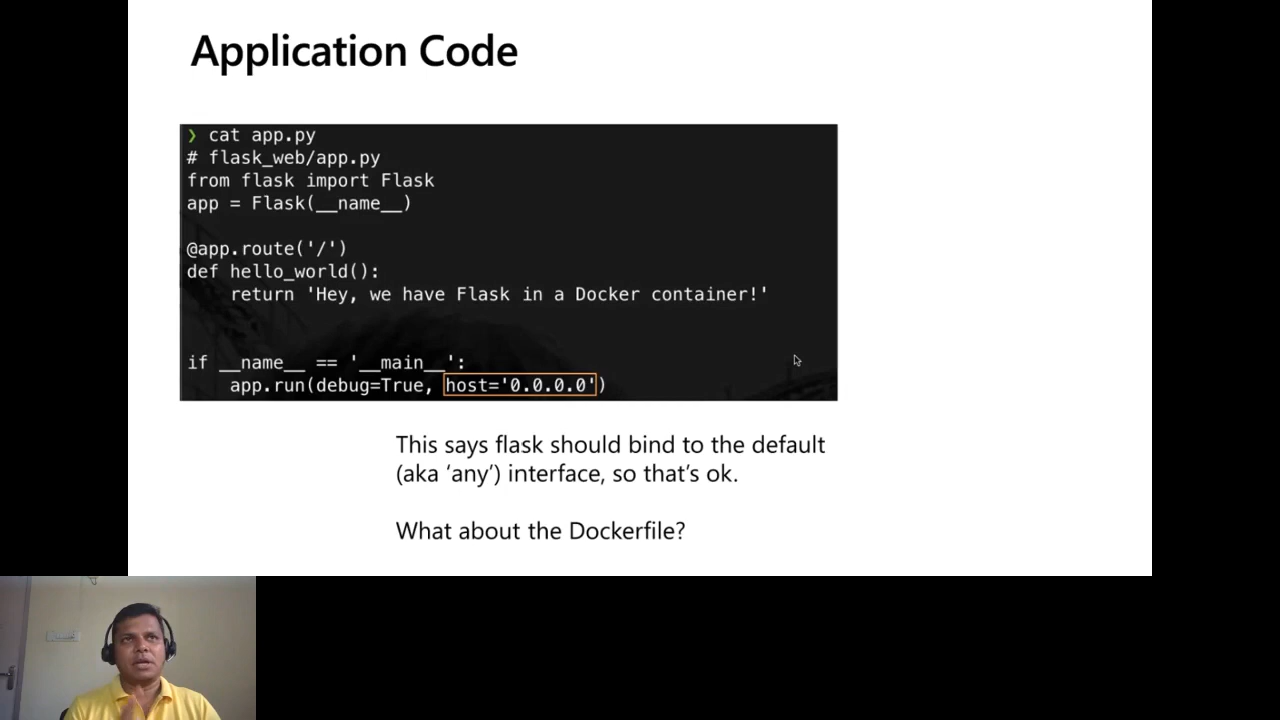 Application Code
❯ cat app.py
# flask_web/app.py
from flask import Flask
app = Flask(__name__)
@app.route('/')
def hello_world():
    return 'Hey, we have Flask in a Docker container!'
if __name__ == '__main__':
    app.run(debug=True, host='0.0.0.0')
This says flask should bind to the default
(aka ‘any’) interface, so that’s ok.
What about the Dockerfile?